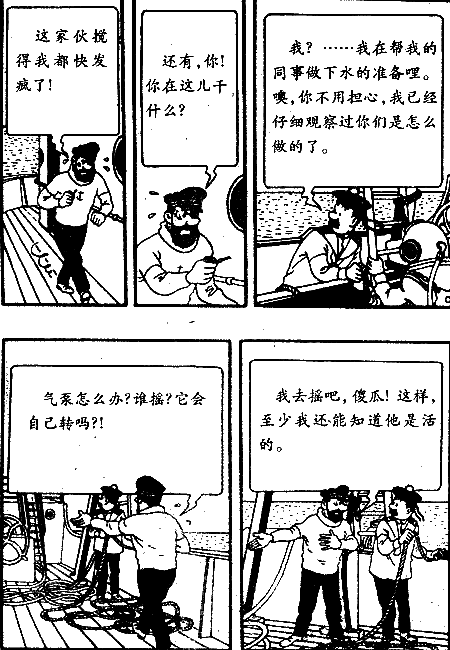 这家伙搅
得我都快发
疯了!
还有,你!
你在这儿干
什么?
我?……我在帮我的
同事做下水的准备哩。
噢,你不用担心,我已经
仔细观察过你们是怎么
做的了。
气泵怎么办?谁摇?它会
自己转吗?!
我去摇吧,傻瓜!这样,
至少我还能知道他是活
的。